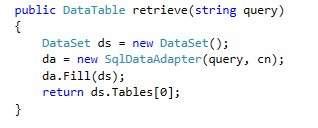 public DataTable retrieve(string query)
{
DataSet ds = new DataSet();
da = new SqlDataAdapter(query, cn);
da.Fill(ds);
return ds.Tables[0];
}